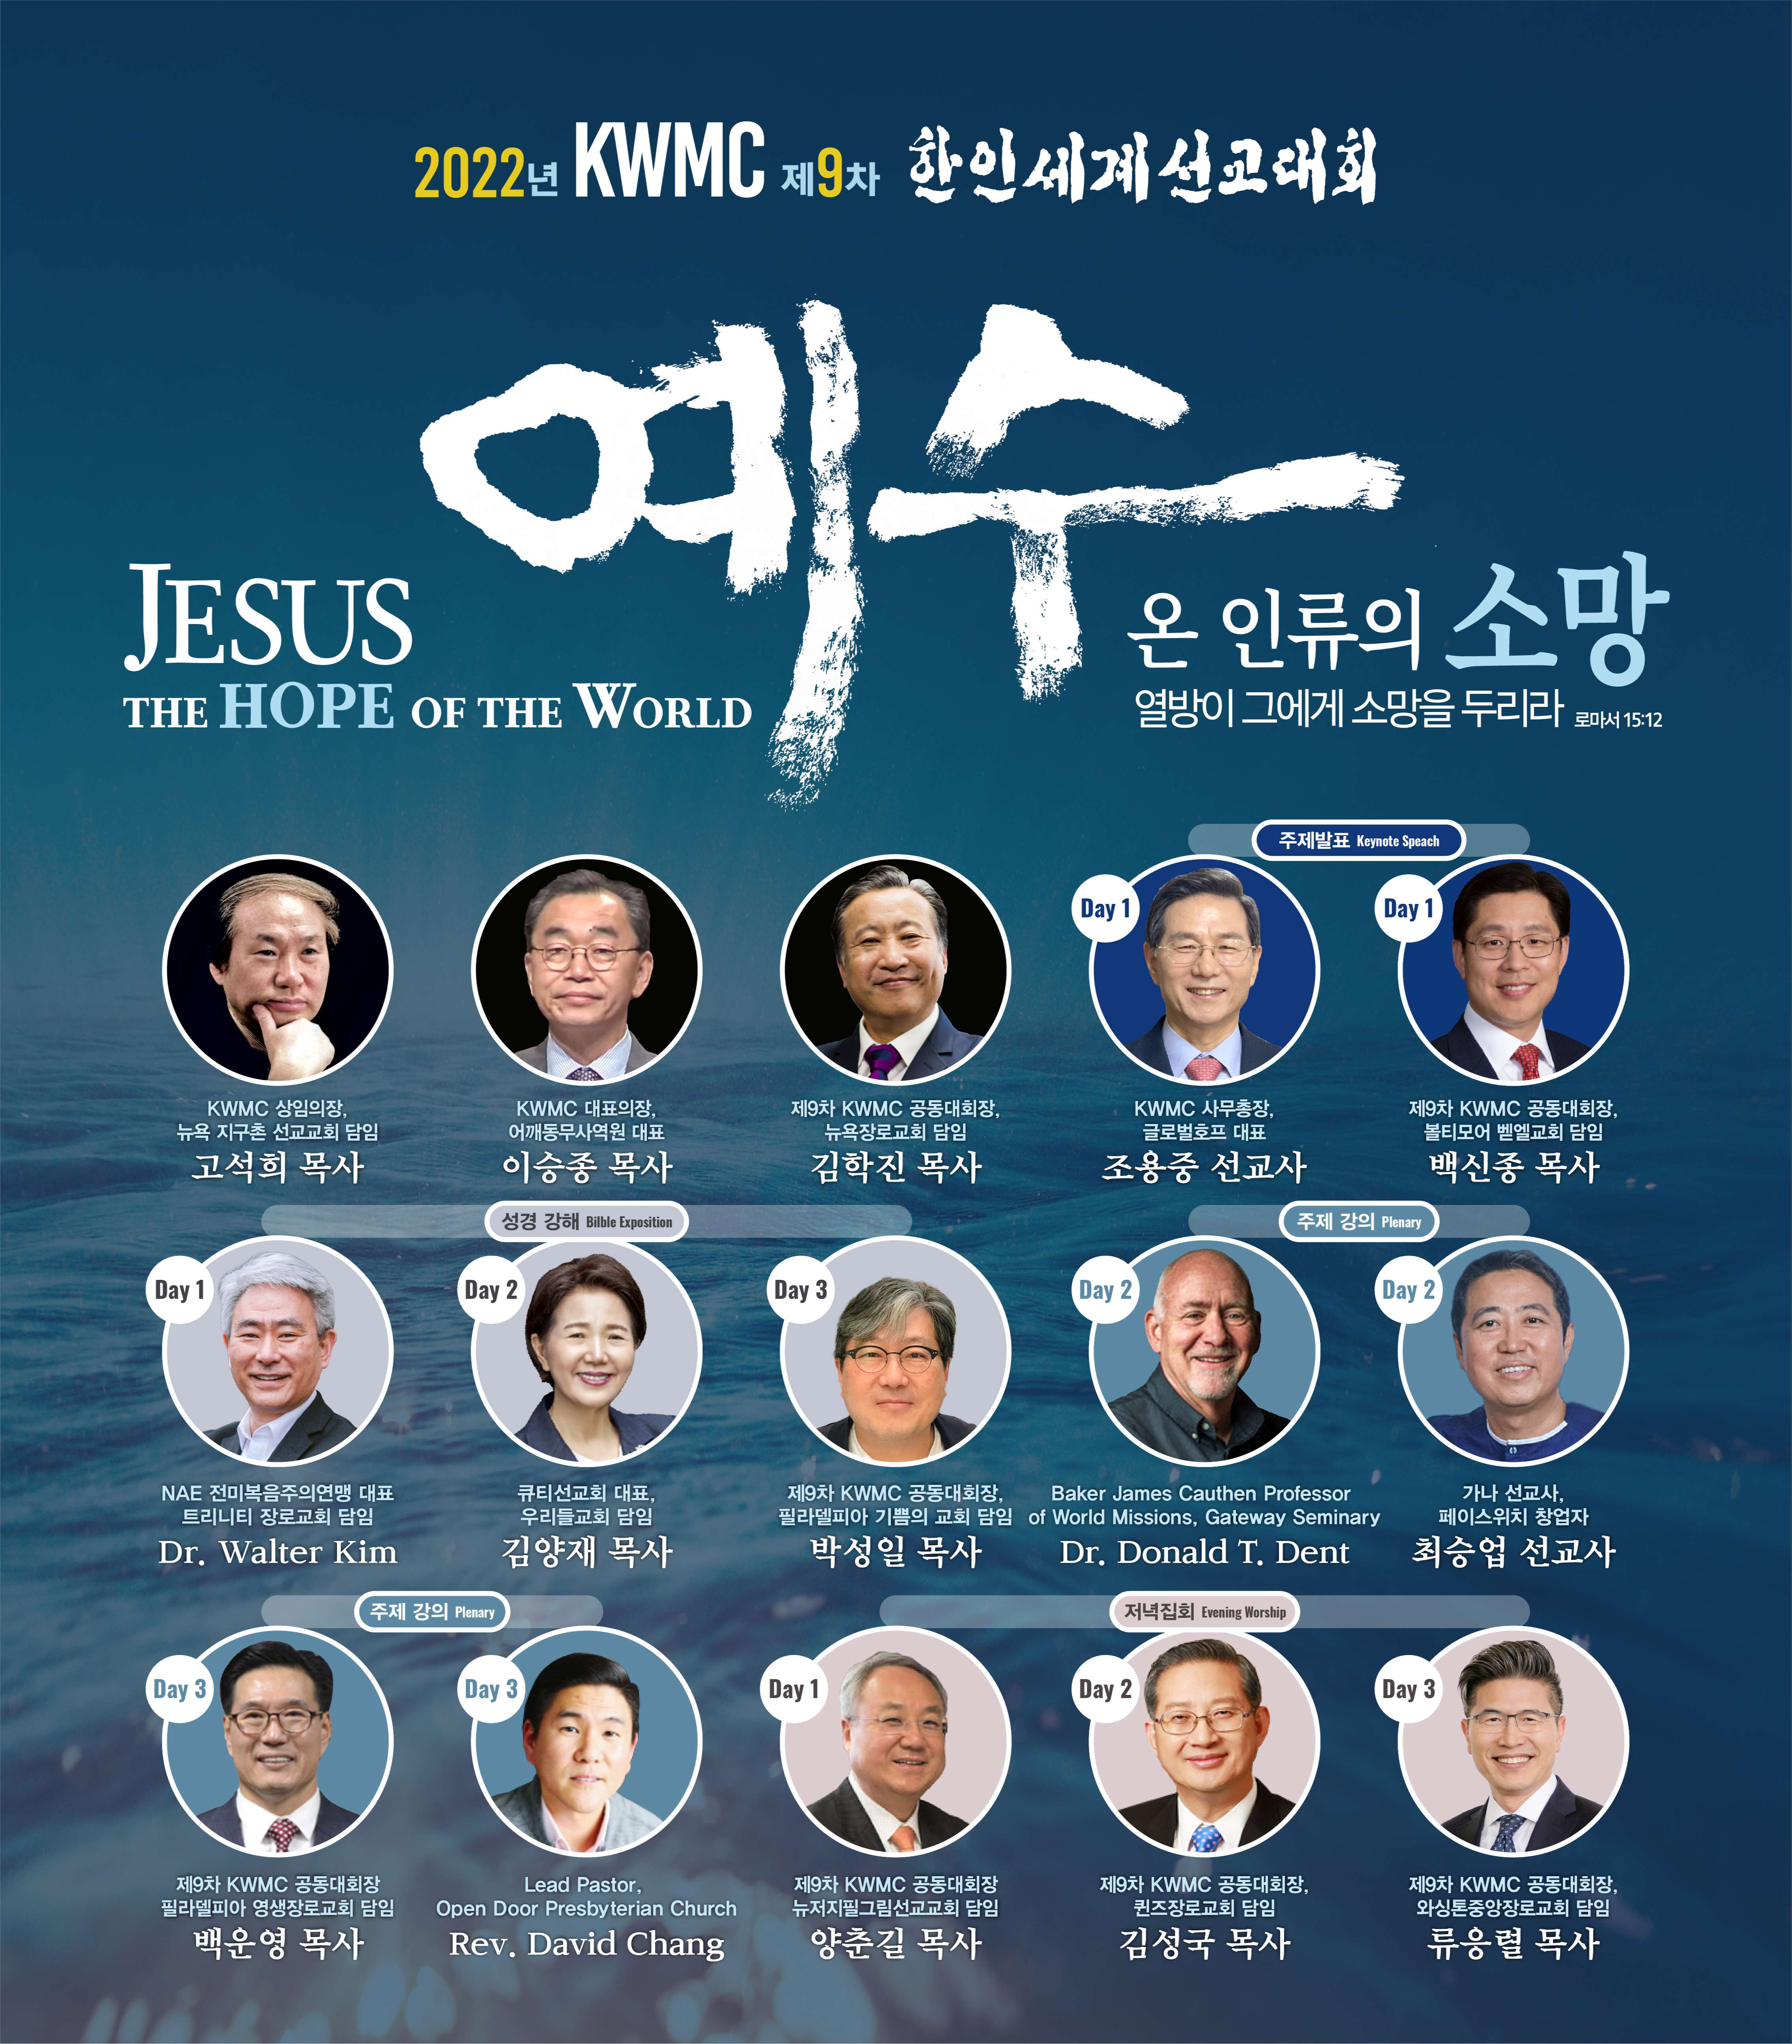 2022년 KWMC 제9차 한인세계선교대회
예수
JESUS
THE HOPE OF THE WORLD
온 인류의 소망
열방이 그에게 소망을 두리라 로마서 15:12
주제발표 Keynote Speach
Day 1
Day 1
KWMC 상임의장,
뉴욕 지구촌 선교교회 담임
고석희 목사
KWMC 대표의장,
어깨동무사역원 대표
이승종 목사
제9차 KWMC 공동대회장,
뉴욕장로교회 담임
김학진 목사
KWMC 사무총장,
글로벌호프 대표
조용중 선교사
제9차 KWMC 공동대회장,
볼티모어 벧엘교회 담임
백신종 목사
성경 강해 Bilble Exposition
주제 강의 Plenary
Day 1
NAE 전미복음주의연맹 대표
트리니티 장로교회 담임
Dr. Walter Kim
Day 2
큐티선교회 대표,
우리들교회 담임
김양재 목사
Day 3
제9차 KWMC 공동대회장,
필라델피아 기쁨의 교회 담임
박성일 목사
Day 2
Baker James Cauthen Professor
of World Missions, Gateway Seminary
Dr. Donald T. Dent
Day 2
가나 선교사,
페이스위치 창업자
최승업 선교사
주제 강의 Plenary
저녁집회 Evening Worship
Day 3
제9차 KWMC 공동대회장
필라델피아 영생장로교회 담임
백운영 목사
Day 3
Lead Pastor,
Open Door Presbyterian Church
Rev. David Chang
Day 1
제9차 KWMC 공동대회장
뉴저지필그림선교교회 담임
양춘길 목사
Day 2
제9차 KWMC 공동대회장,
퀸즈장로교회 담임
김성국 목사
Day 3
제9차 KWMC 공동대회장,
와싱톤중앙장로교회 담임
류응렬 목사